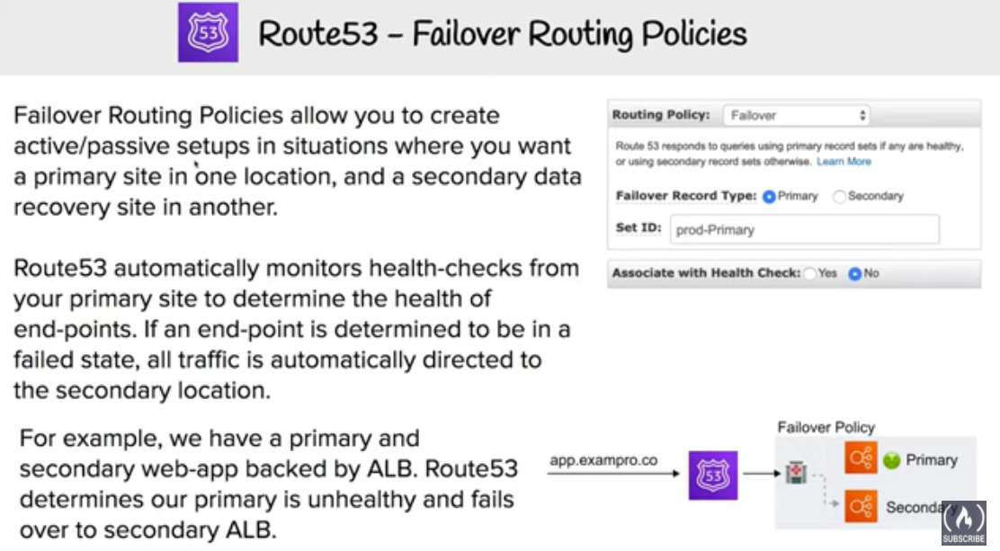 53
Route53 – Failover Routing Policies
Failover Routing Policies allow you to create
active/passive setups in situations where you want
a primary site in one location, and a secondary data
recovery site in another.
Route53 automatically monitors health-checks from
your primary site to determine the health of
end-points. If an end-point is determined to be in a
failed state, all traffic is automatically directed to
the secondary location.
For example, we have a primary and
secondary web-app backed by ALB. Route53
determines our primary is unhealthy and fails
over to secondary ALB.
Routing Policy: Failover
Route 53 responds to queries using primary record sets if any are healthy,
or using secondary record sets otherwise. Learn More
Failover Record Type: Primary Secondary
Set ID: prod-Primary
Associate with Health Check: Yes No
Failover Policy
app.exampro.co
53
Primary
Secondary
SUBSCRIBE